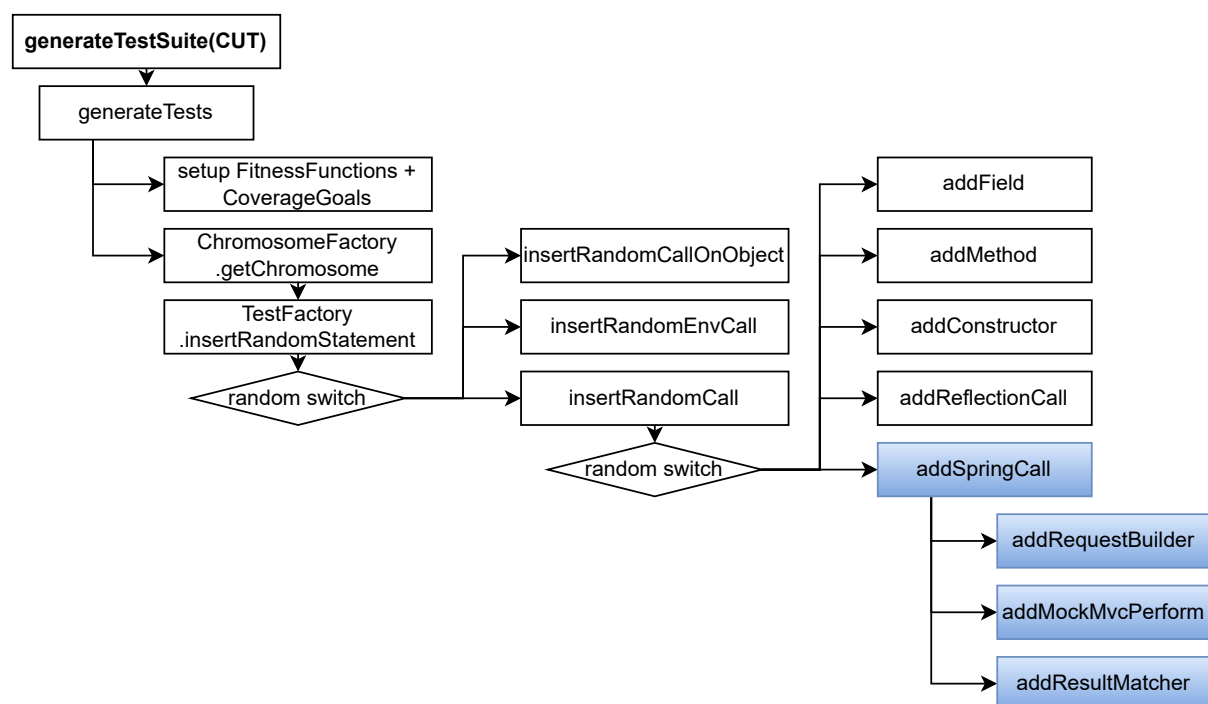 generateTestSuite(CUT)
generateTests
setup FitnessFunctions +
CoverageGoals
ChromosomeFactory
.getChromosome
TestFactory
.insertRandomStatement
random switch
insertRandomCallOnObject
insertRandomEnvCall
insertRandomCall
random switch
addField
addMethod
addConstructor
addReflectionCall
addSpringCall
addRequestBuilder
addMockMvcPerform
addResultMatcher